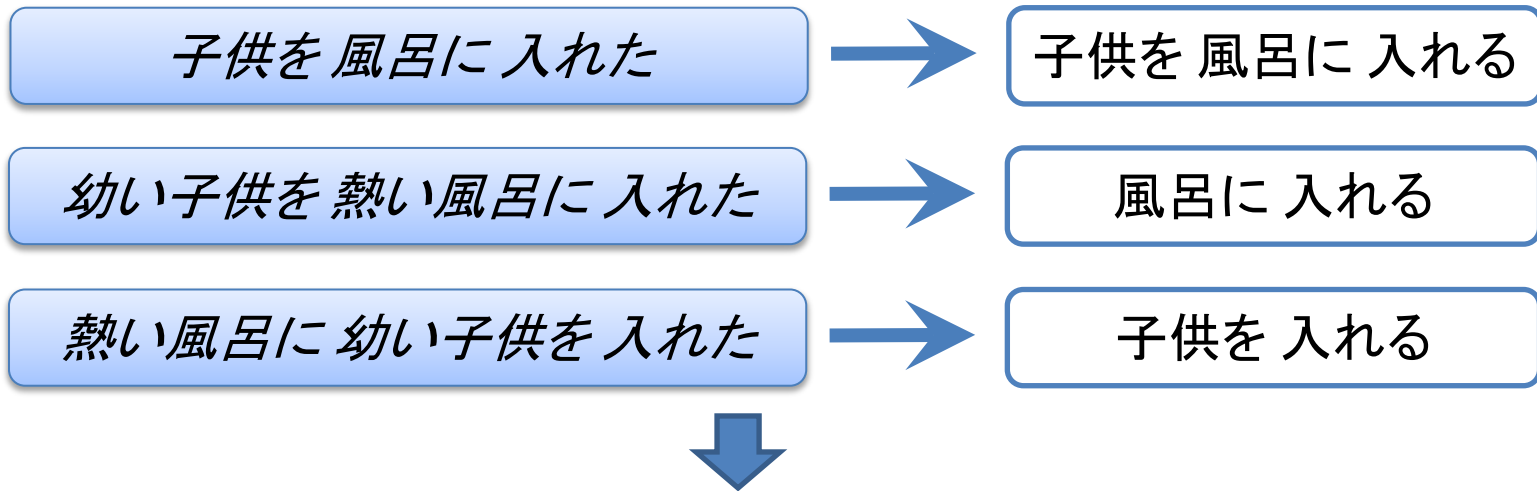 子供を 風呂に 入れた
子供を 風呂に 入れる
幼い子供を 熱い風呂に 入れた
風呂に 入れる
熱い風呂に 幼い子供を 入れた
子供を 入れる